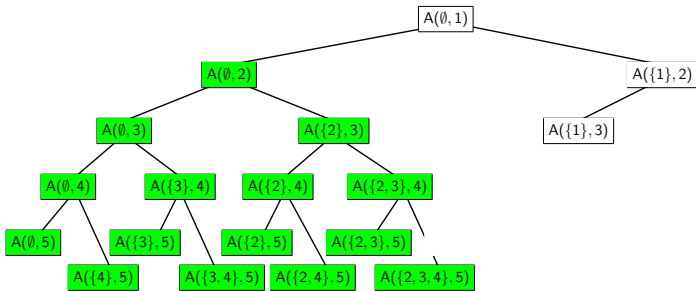 A(∅, 1)
A(∅, 2)
A({1}, 2)
A(∅, 3)
A({2}, 3)
A({1}, 3)
A(∅, 4)
A({3}, 4)
A({2}, 4)
A({2, 3}, 4)
A(∅, 5)
A({3}, 5)
A({2}, 5)
A({2, 3}, 5)
A({4}, 5)
A({3, 4}, 5)
A({2, 4}, 5)
A({2, 3, 4}, 5)